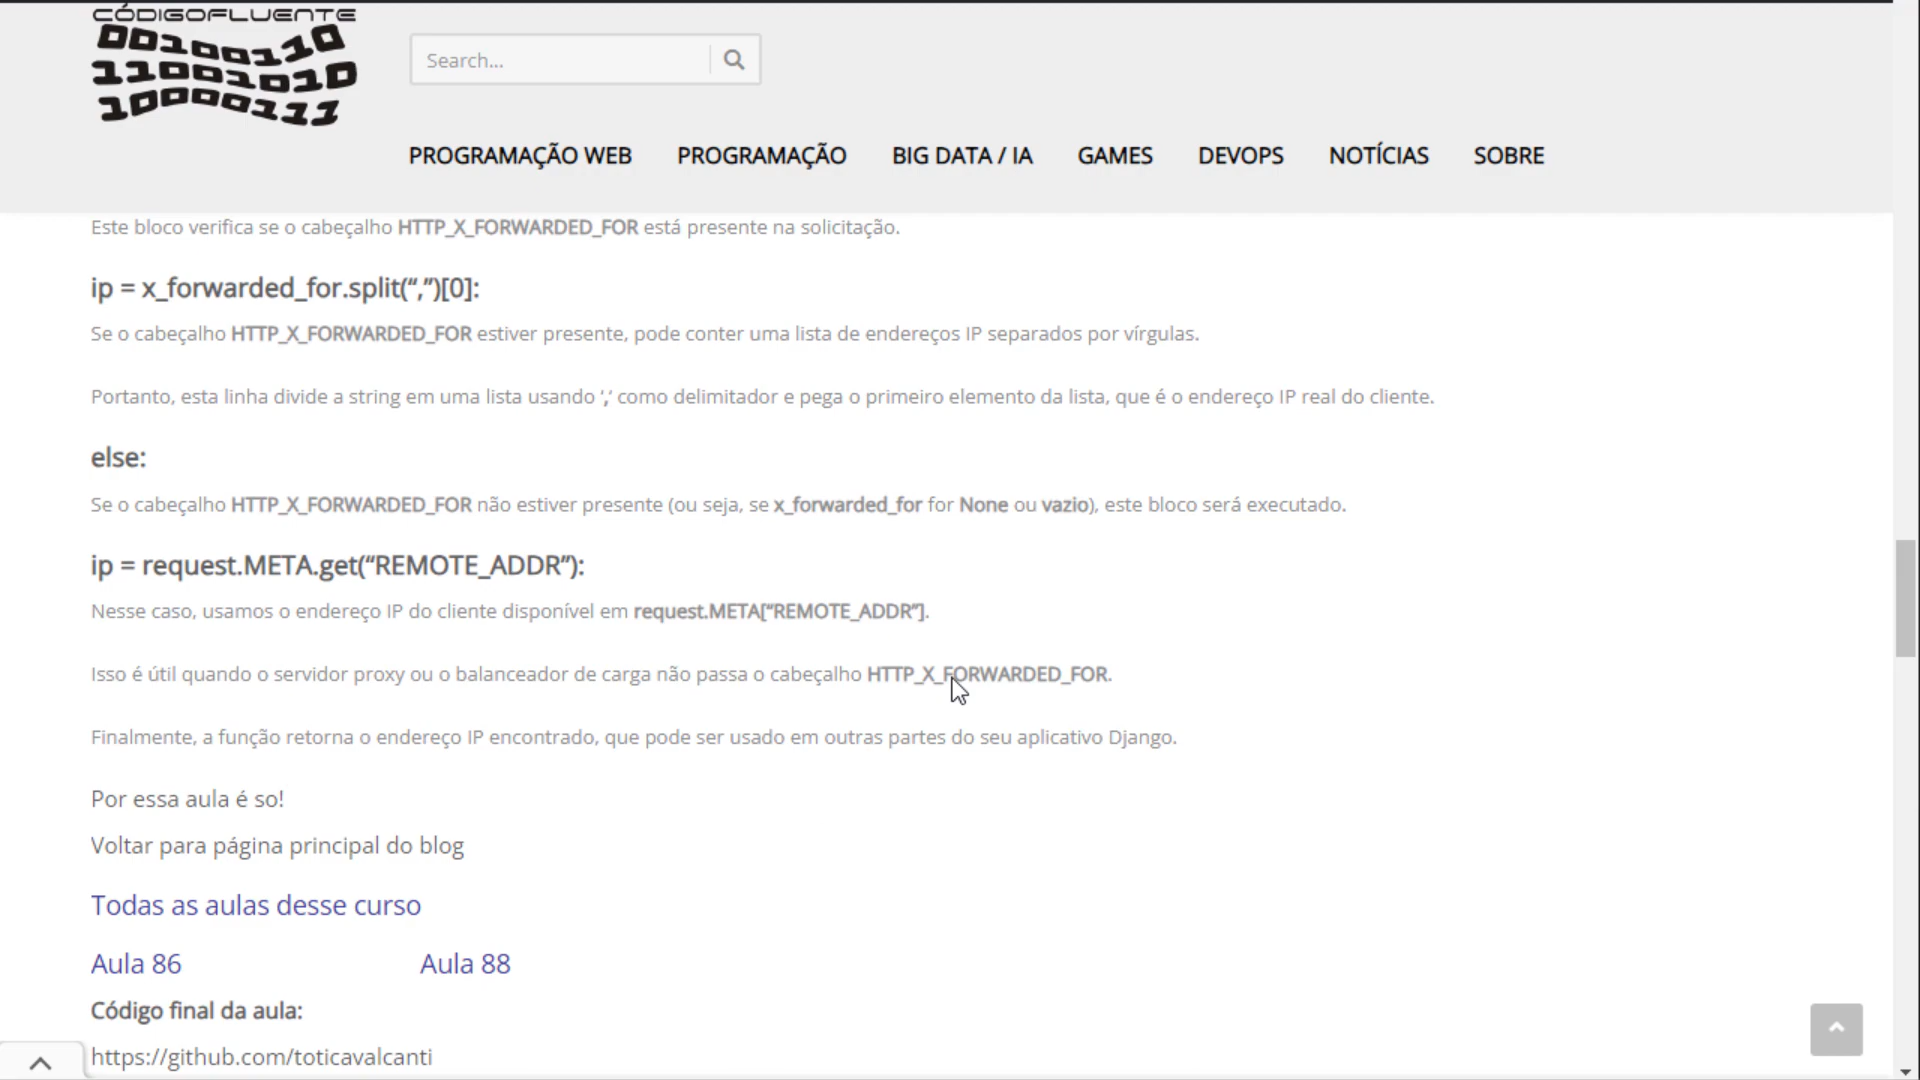 CÓDIGOFLUENTE
00100110
11001010
10000111
Search...
PROGRAMAÇÃO WEB PROGRAMAÇÃO BIG DATA / IA GAMES DEVOPS NOTÍCIAS SOBRE
Este bloco verifica se o cabeçalho HTTP_X_FORWARDED_FOR está presente na solicitação.
ip = x_forwarded_for.split(“,”)[0]:
Se o cabeçalho HTTP_X_FORWARDED_FOR estiver presente, pode conter uma lista de endereços IP separados por vírgulas.
Portanto, esta linha divide a string em uma lista usando ‘,‘ como delimitador e pega o primeiro elemento da lista, que é o endereço IP real do cliente.
else:
Se o cabeçalho HTTP_X_FORWARDED_FOR não estiver presente (ou seja, se x_forwarded_for for None ou vazio), este bloco será executado.
ip = request.META.get(“REMOTE_ADDR”):
Nesse caso, usamos o endereço IP do cliente disponível em request.META[“REMOTE_ADDR”].
Isso é útil quando o servidor proxy ou o balanceador de carga não passa o cabeçalho HTTP_X_FORWARDED_FOR.
Finalmente, a função retorna o endereço IP encontrado, que pode ser usado em outras partes do seu aplicativo Django.
Por essa aula é so!
Voltar para página principal do blog
Todas as aulas desse curso
Aula 86 Aula 88
Código final da aula:
https://github.com/toticavalcanti